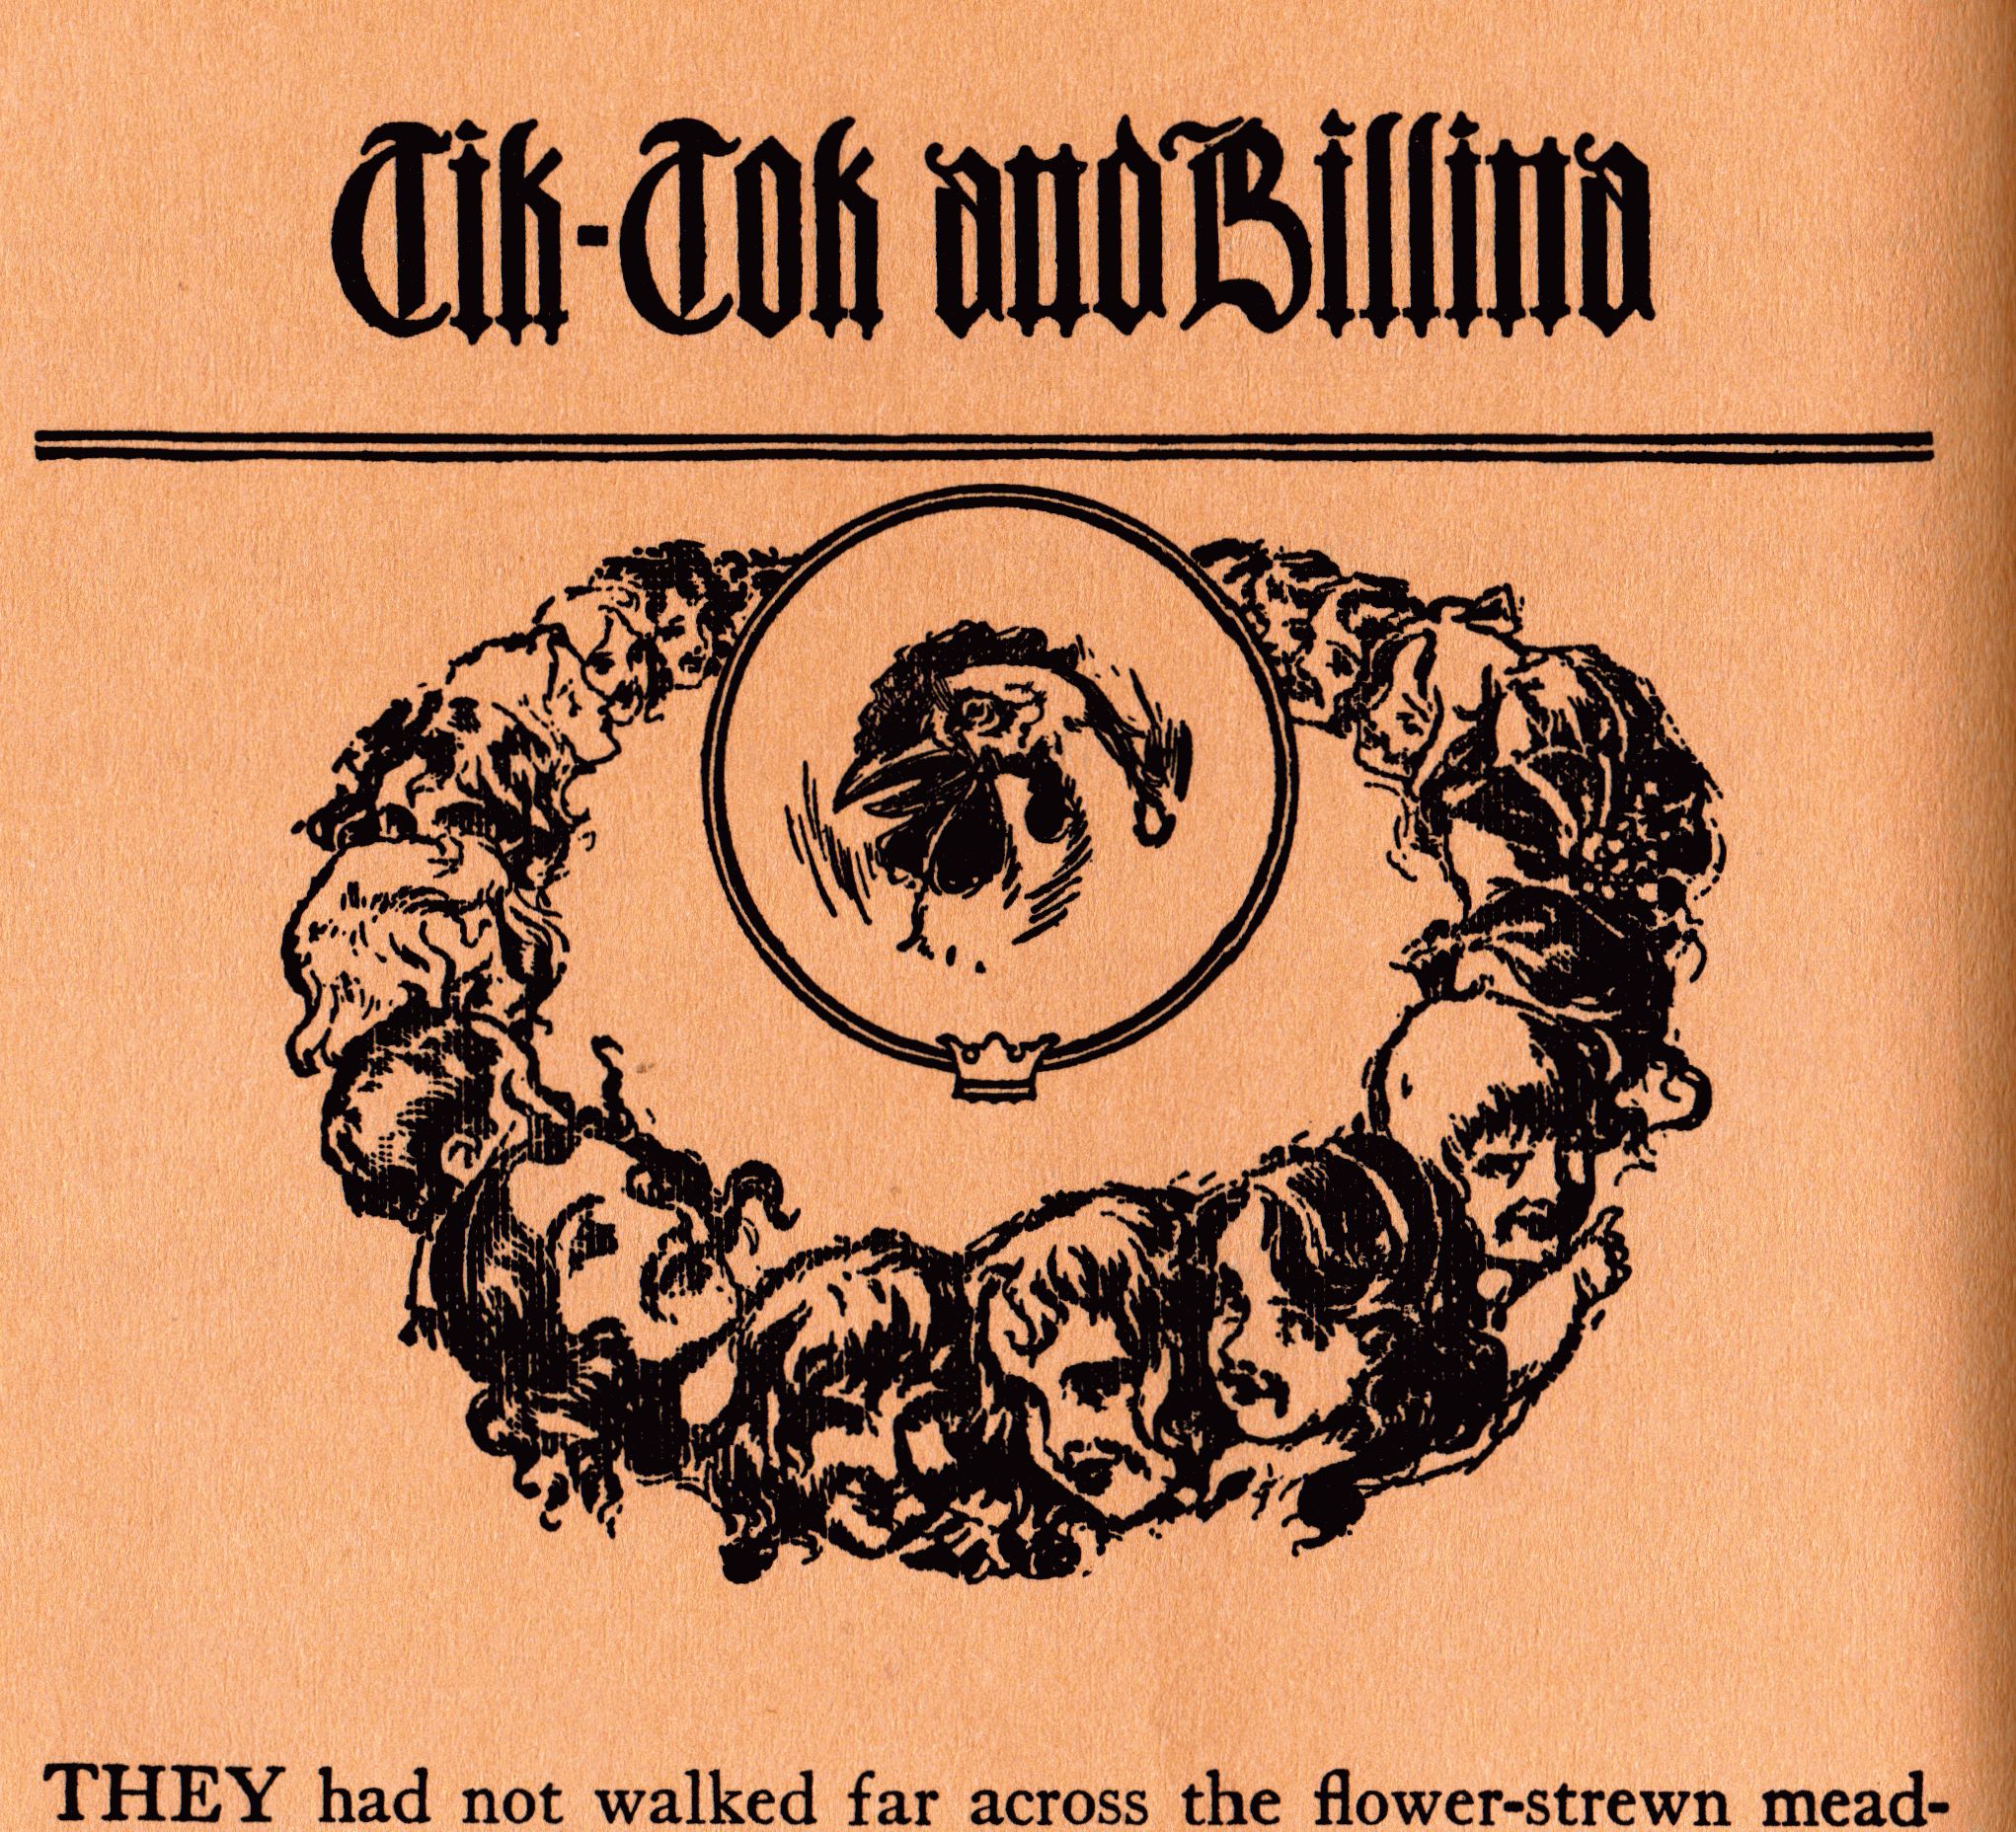 Tik-Tok and Billina
THEY had not walked far across the flower-strewn mead-